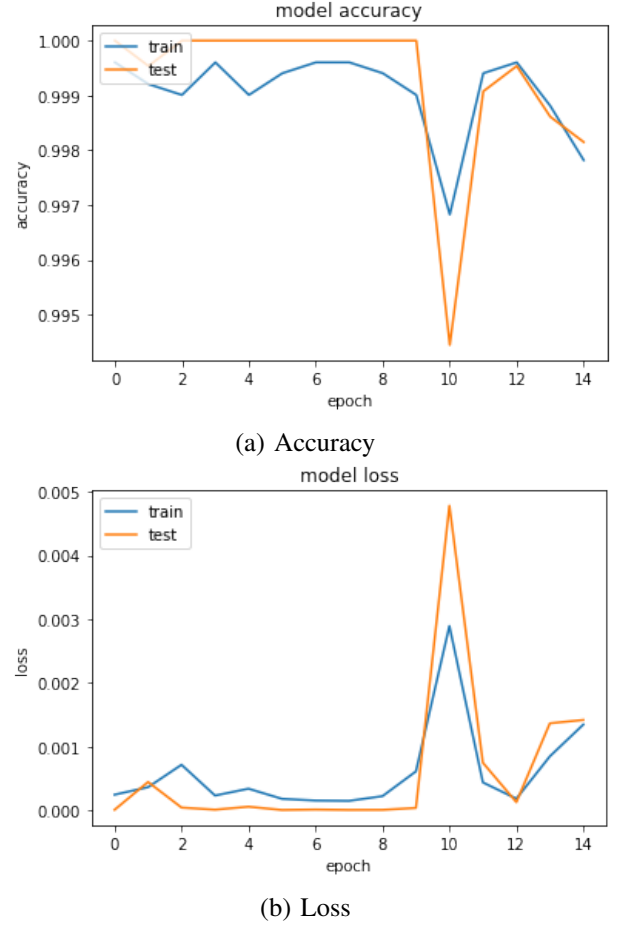 model accuracy
train
test
1.000
0.999
0.998
0.997
0.996
0.995
accuracy
0 2 4 6 8 10 12 14
epoch
(a) Accuracy
model loss
train
test
0.005
0.004
0.003
0.002
0.001
0.000
loss
0 2 4 6 8 10 12 14
epoch
(b) Loss